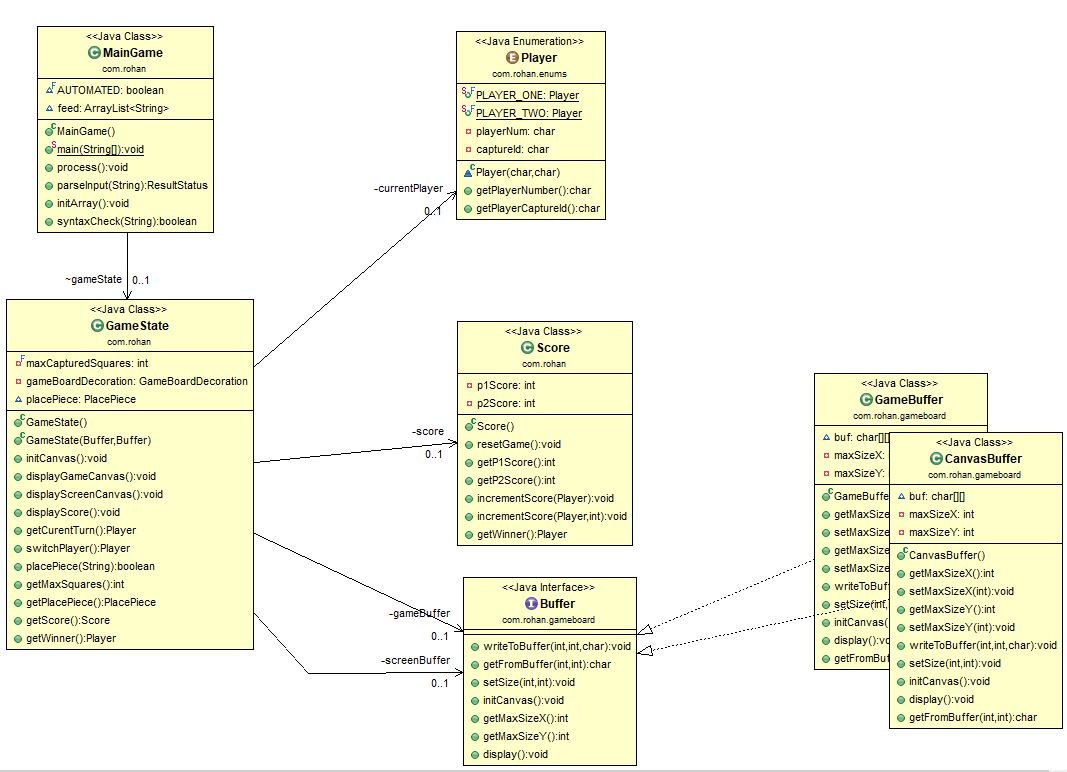 <<Java Class>>
MainGame
com.rohan
AUTOMATED: boolean
feed: ArrayList<String>
MainGame()
main(String[]):void
process():void
parseInput(String):ResultStatus
initArray():void
syntaxCheck(String):boolean
~gameState
0..1
<<Java Enumeration>>
Player
com.rohan.enums
PLAYER_ONE: Player
PLAYER_TWO: Player
playerNum: char
captureId: char
Player(char,char)
getPlayerNumber():char
getPlayerCaptureId():char
-currentPlayer
0..1
<<Java Class>>
GameState
com.rohan
maxCapturedSquares: int
gameBoardDecoration: GameBoardDecoration
placePiece: PlacePiece
GameState()
GameState(Buffer,Buffer)
initCanvas():void
displayGameCanvas():void
displayScreenCanvas():void
displayScore():void
getCurentTurn():Player
switchPlayer():Player
placePiece(String):boolean
getMaxSquares():int
getPlacePiece():PlacePiece
getScore():Score
getWinner():Player
-score
0..1
<<Java Class>>
Score
com.rohan
p1Score: int
p2Score: int
Score()
resetGame():void
getP1Score():int
getP2Score():int
incrementScore(Player):void
incrementScore(Player,int):void
getWinner():Player
-gameBuffer
0..1
-screenBuffer
0..1
<<Java Interface>>
Buffer
com.rohan.gameboard
writeToBuffer(int,int,char):void
getFromBuffer(int,int):char
setSize(int,int):void
initCanvas():void
getMaxSizeX():int
getMaxSizeY():int
display():void
<<Java Class>>
GameBuffer
com.rohan.gameboard
buf: char[][]
maxSizeX:
maxSizeY:
GameBuffe
getMaxSize
setMaxSize
getMaxSize
setMaxSize
writeToBuf
setSize(int,
initCanvas(
display():vo
getFromBuf
<<Java Class>>
CanvasBuffer
com.rohan.gameboard
buf: char[][]
maxSizeX: int
maxSizeY: int
CanvasBuffer()
getMaxSizeX():int
setMaxSizeX(int):void
getMaxSizeY():int
setMaxSizeY(int):void
writeToBuffer(int,int,char):void
setSize(int,int):void
initCanvas():void
display():void
getFromBuffer(int,int):char